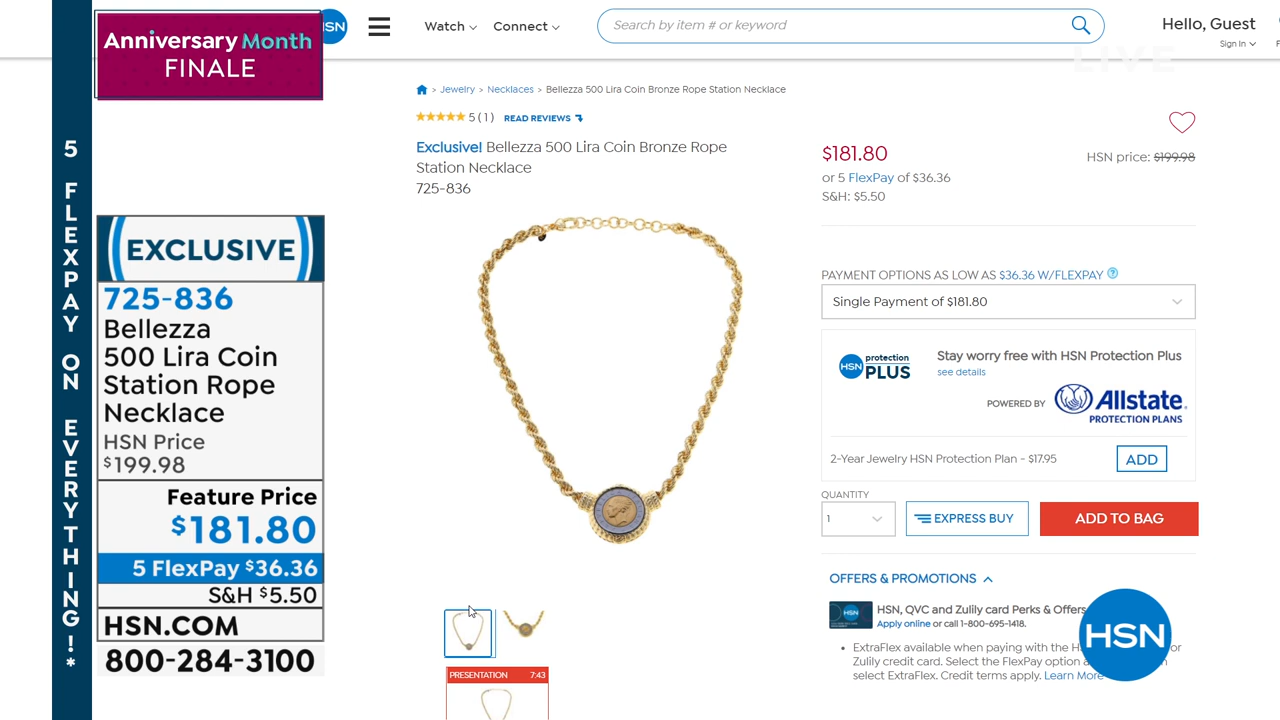 Anniversary Month
FINALE
5 FLEXPAY ON EVERYTHING!*
EXCLUSIVE
725-836
Bellezza
500 Lira Coin
Station Rope
Necklace
HSN Price
$199.98
Feature Price
$181.80
5 FlexPay $36.36
S&H $5.50
HSN.COM
800-284-3100
Watch
Connect
Search by item # or keyword
Hello, Guest
Sign In
LIVE
Jewelry > Necklaces > Bellezza 500 Lira Coin Bronze Rope Station Necklace
5 (1) READ REVIEWS
Exclusive! Bellezza 500 Lira Coin Bronze Rope
Station Necklace
725-836
PRESENTATION 7:43
$181.80
HSN price: $199.98
or 5 FlexPay of $36.36
S&H: $5.50
PAYMENT OPTIONS AS LOW AS $36.36 W/FLEXPAY ?
Single Payment of $181.80
HSN protection PLUS
Stay worry free with HSN Protection Plus
see details
POWERED BY Allstate
PROTECTION PLANS
2-Year Jewelry HSN Protection Plan - $17.95
ADD
QUANTITY
1
EXPRESS BUY
ADD TO BAG
OFFERS & PROMOTIONS
HSN, QVC and Zulily card Perks & Offers
Apply online or call 1-800-695-1418.
• ExtraFlex available when paying with the or
Zulily credit card. Select the FlexPay option
select ExtraFlex. Credit terms apply. Learn More
HSN